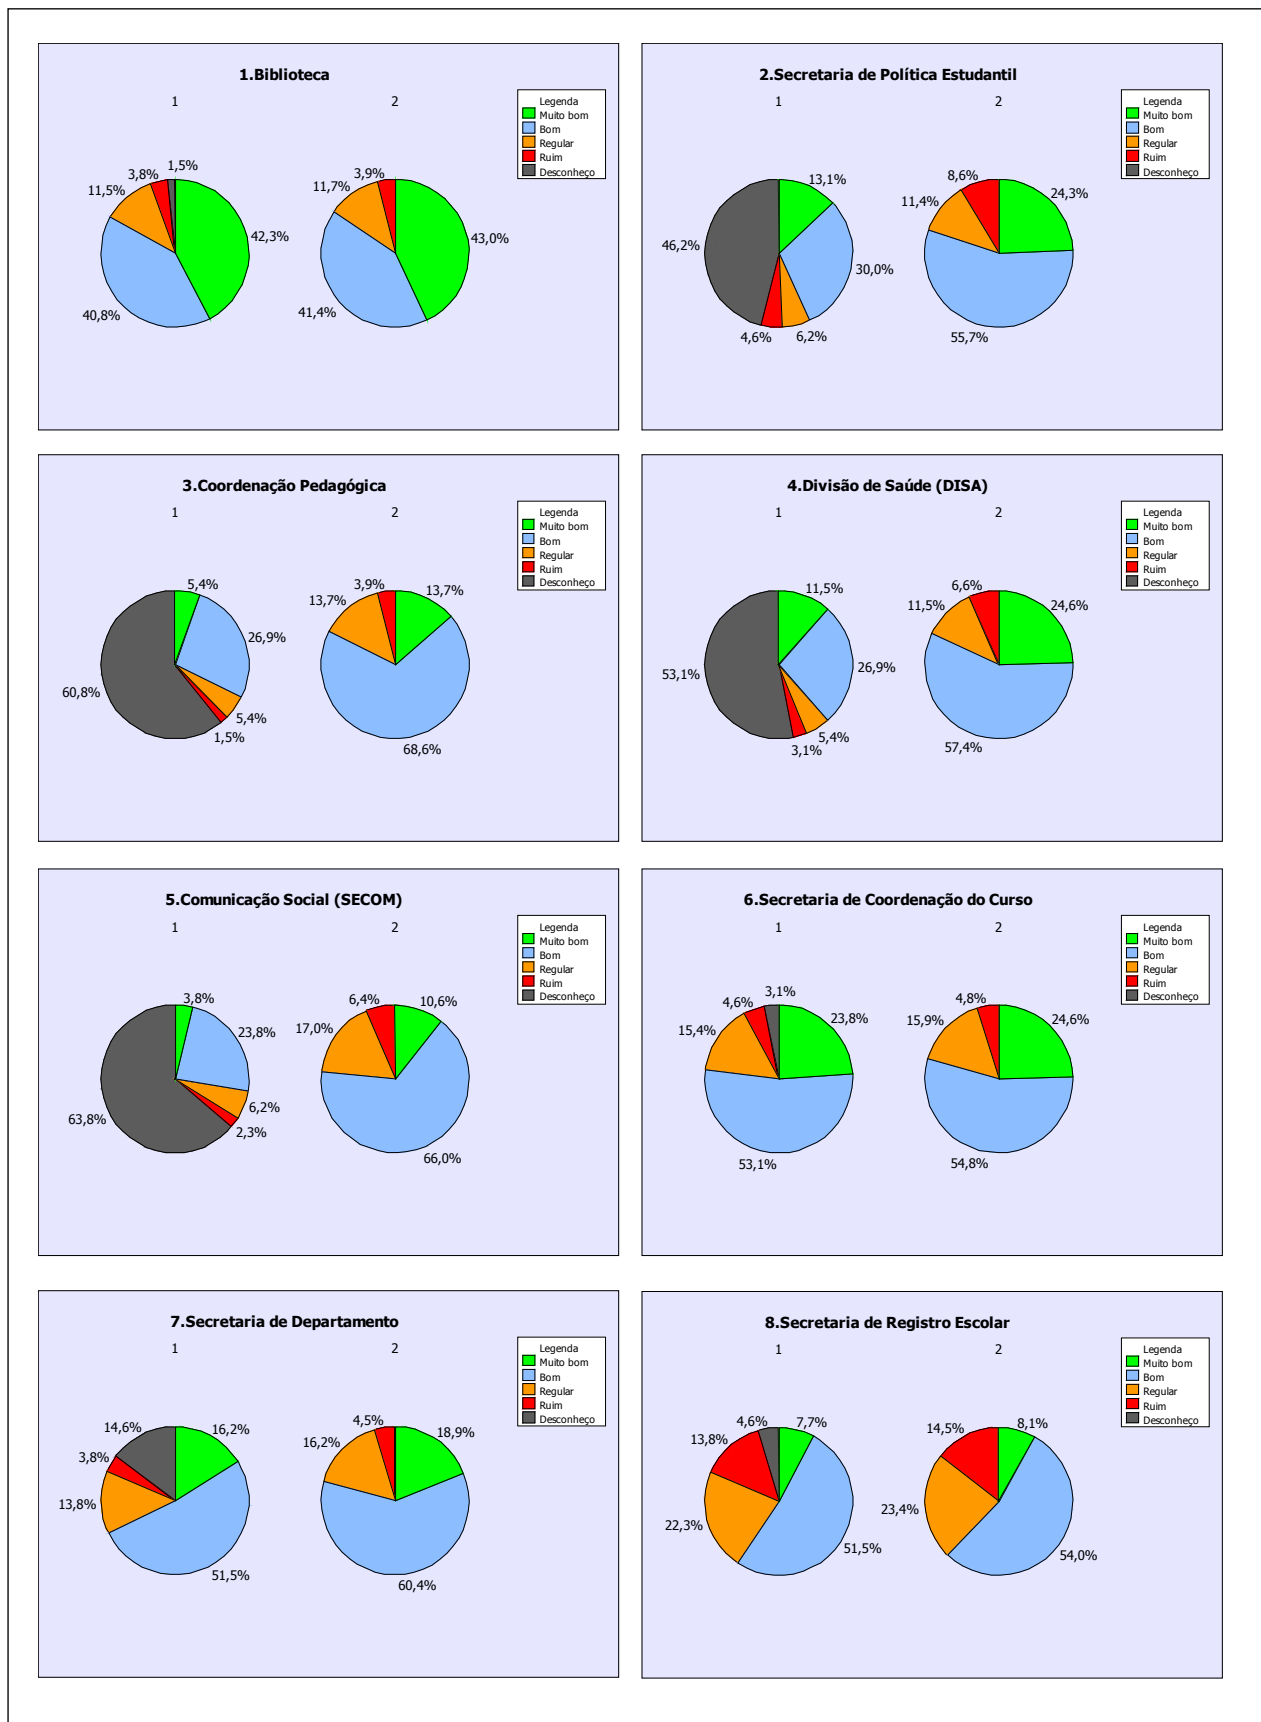 1.Biblioteca
1
2
Legenda
Muito bom
Bom
Regular
Ruim
Desconheço
1,5%
3,8%
11,5%
42,3%
40,8%
3,9%
11,7%
43,0%
41,4%
2.Secretaria de Política Estudantil
1
2
Legenda
Muito bom
Bom
Regular
Ruim
Desconheço
13,1%
46,2%
30,0%
4,6%
6,2%
8,6%
11,4%
24,3%
55,7%
3.Coordenação Pedagógica
1
2
Legenda
Muito bom
Bom
Regular
Ruim
Desconheço
5,4%
26,9%
60,8%
5,4%
1,5%
3,9%
13,7%
13,7%
68,6%
4.Divisão de Saúde (DISA)
1
2
Legenda
Muito bom
Bom
Regular
Ruim
Desconheço
11,5%
53,1%
26,9%
5,4%
3,1%
6,6%
11,5%
24,6%
57,4%
5.Comunicação Social (SECOM)
1
2
Legenda
Muito bom
Bom
Regular
Ruim
Desconheço
3,8%
23,8%
63,8%
6,2%
2,3%
6,4%
10,6%
17,0%
66,0%
6.Secretaria de Coordenação do Curso
1
2
Legenda
Muito bom
Bom
Regular
Ruim
Desconheço
3,1%
4,6%
15,4%
23,8%
53,1%
4,8%
15,9%
24,6%
54,8%
7.Secretaria de Departamento
1
2
Legenda
Muito bom
Bom
Regular
Ruim
Desconheço
14,6%
16,2%
3,8%
13,8%
51,5%
4,5%
16,2%
18,9%
60,4%
8.Secretaria de Registro Escolar
1
2
Legenda
Muito bom
Bom
Regular
Ruim
Desconheço
4,6%
7,7%
13,8%
22,3%
51,5%
14,5%
8,1%
23,4%
54,0%